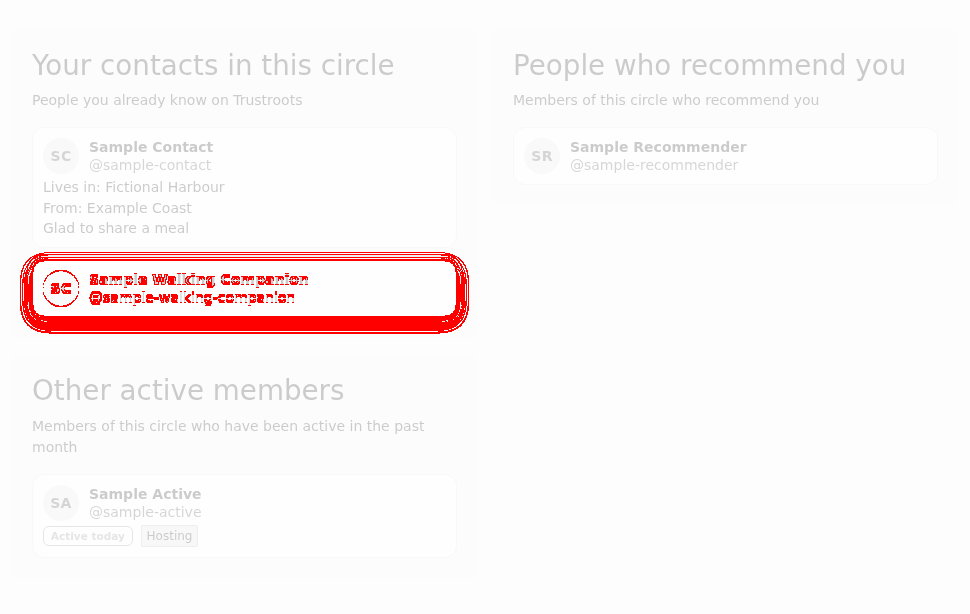 Your contacts in this circle
People you already know on Trustroots
SC
Sample Contact
@sample-contact
Lives in: Fictional Harbour
From: Example Coast
Glad to share a meal
SC
Sample Walking Companion
@sample-walking-companion
Other active members
Members of this circle who have been active in the past
month
SA
Sample Active
@sample-active
Active today
Hosting
People who recommend you
Members of this circle who recommend you
SR
Sample Recommender
@sample-recommender